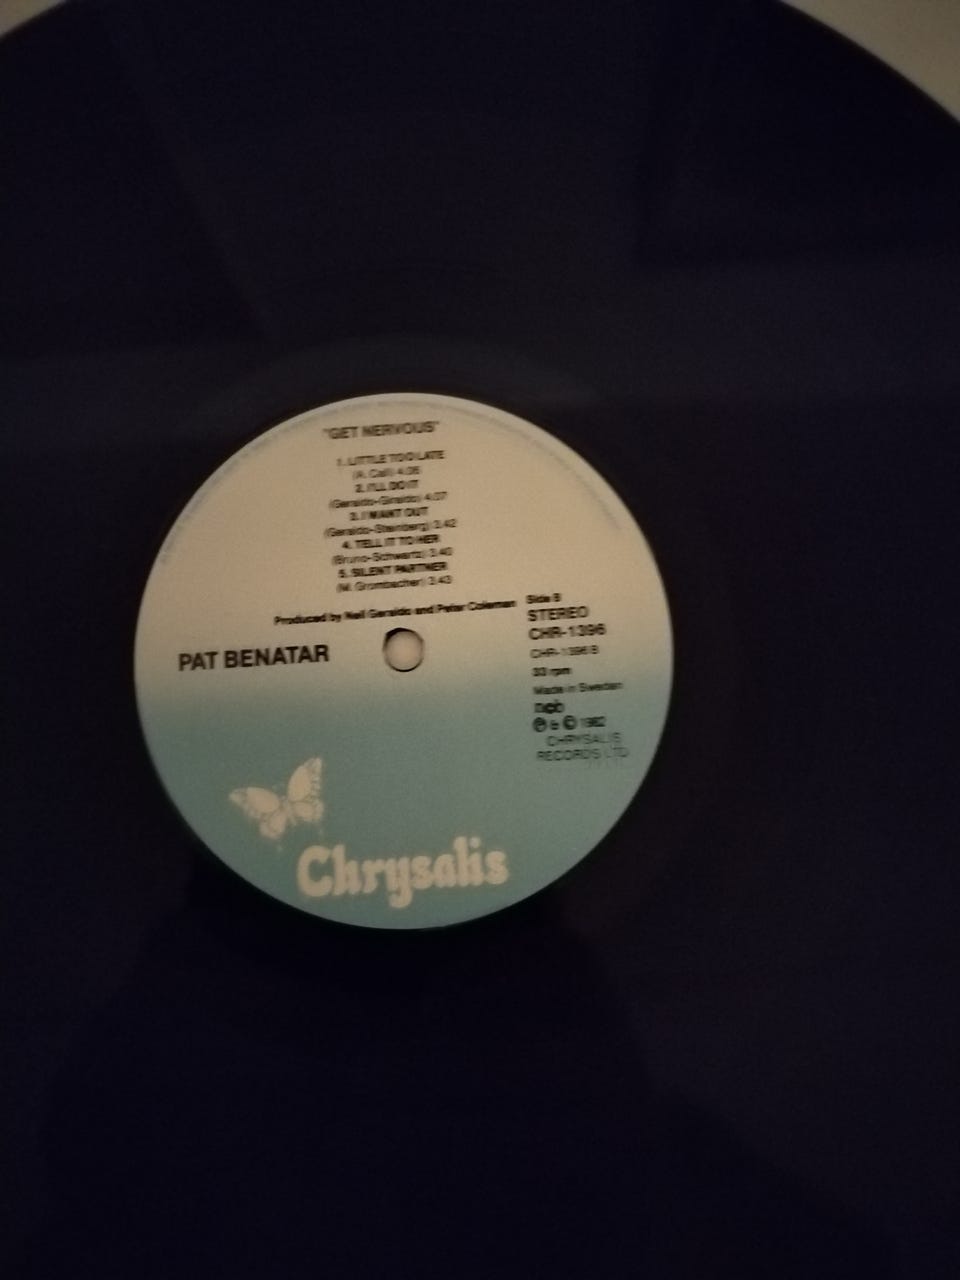 "GET NERVOUS"
1. LITTLE TOO LATE
(A. Call) 4.06
2. I'LL DO IT
(Geraldo-Giraldo) 4.07
3. I WANT OUT
(Geraldo-Steinberg) 3.42
4. TELL IT TO HER
(Bruno-Schwartz) 3.40
5. SILENT PARTNER
(M. Grombacher) 3.43
Produced by Neil Geraldo and Peter Coleman
PAT BENATAR
Side B
STEREO
CHR-1396
CHR-1396 B
33 rpm
Made in Sweden
ncb
Ⓟ & © 1982
CHRYSALIS
RECORDS LTD
Chrysalis